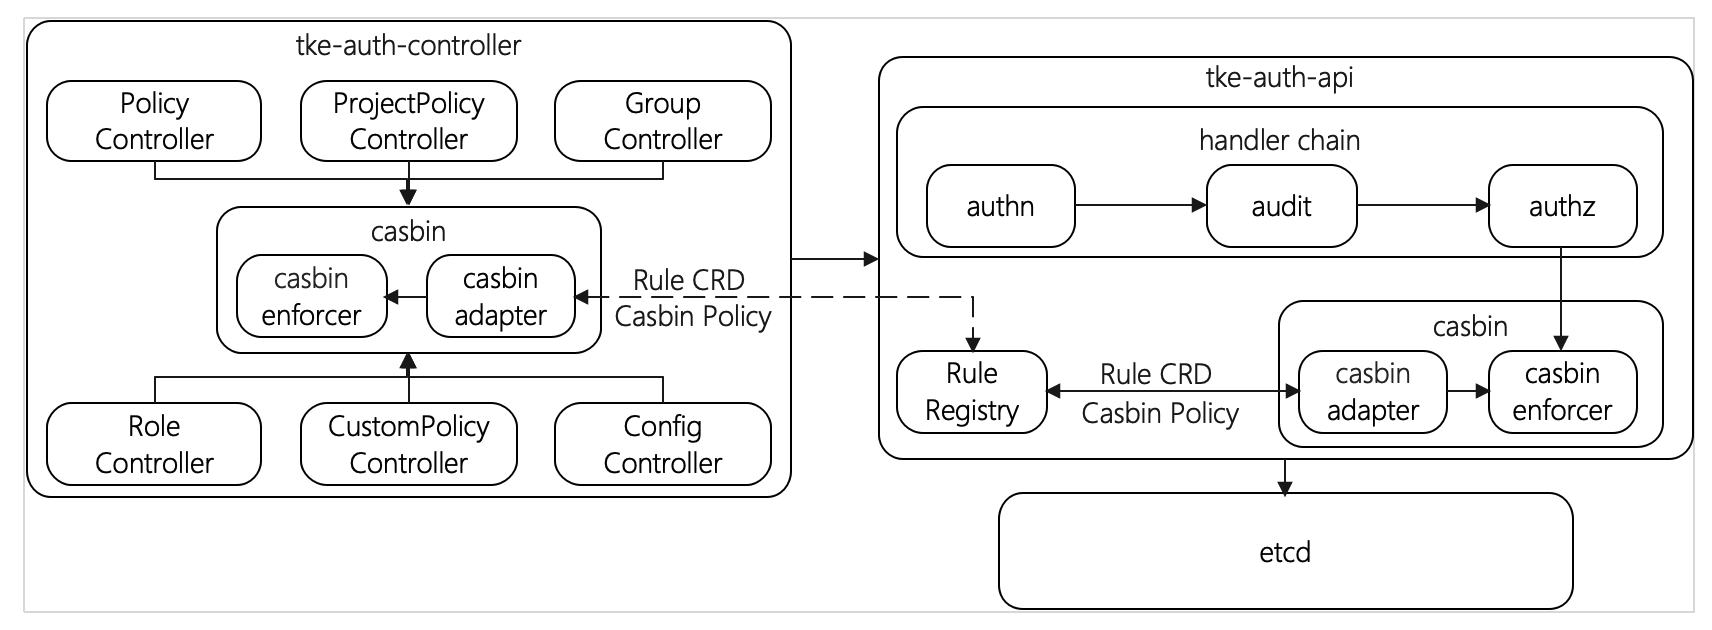 tke-auth-controller
Policy
Controller
ProjectPolicy
Controller
Group
Controller
casbin
casbin
enforcer
casbin
adapter
Rule CRD
Casbin Policy
Role
Controller
CustomPolicy
Controller
Config
Controller
tke-auth-api
handler chain
authn
audit
authz
casbin
Rule
Registry
Rule CRD
Casbin Policy
casbin
adapter
casbin
enforcer
etcd